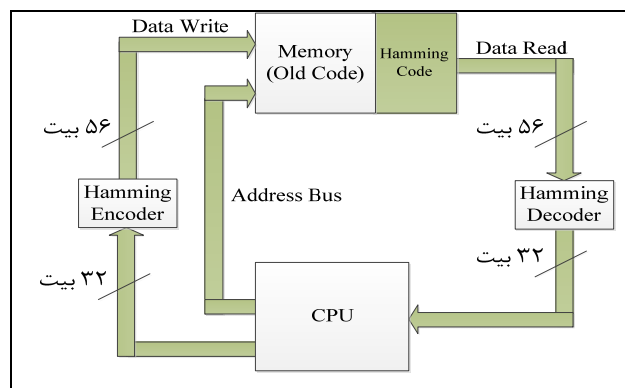 Data Write
Memory
(Old Code)
Hamming
Code
Data Read
۵۶ بیت
۵۶ بیت
Hamming
Encoder
Address Bus
Hamming
Decoder
۳۲ بیت
۳۲ بیت
CPU